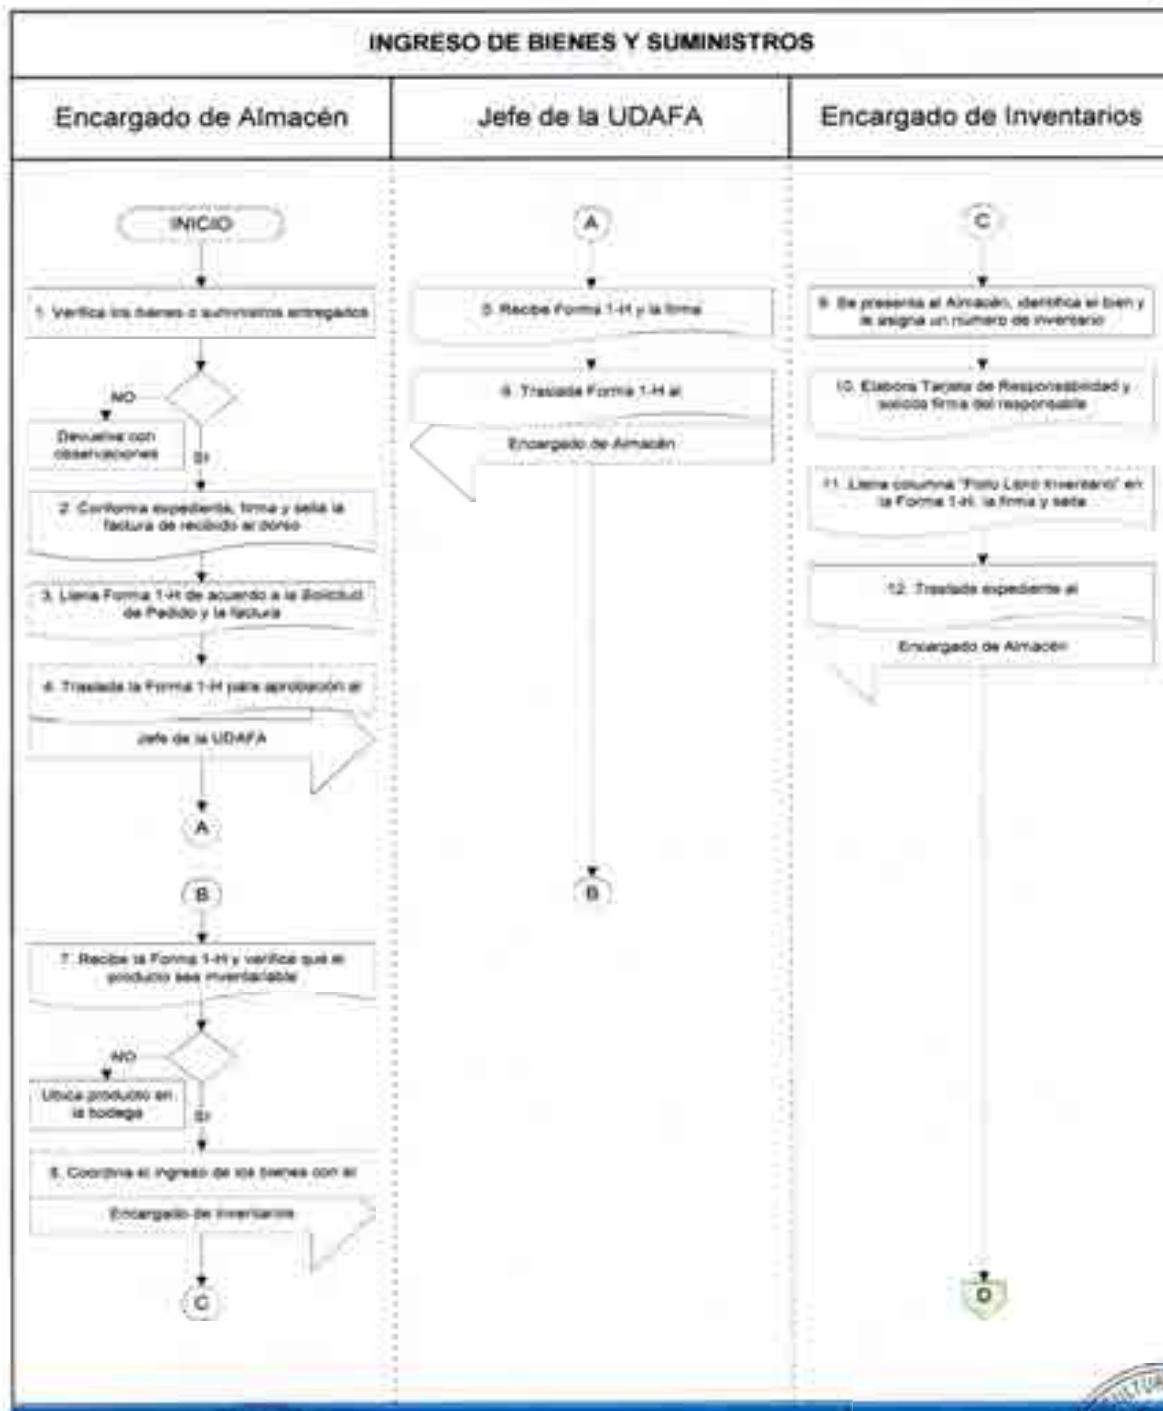 INGRESO DE BIENES Y SUMINISTROS
Encargado de Almacén
Jefe de la UDAFA
Encargado de Inventarios
INICIO
1. Verifica los bienes o suministros entregados
NO
Devuelve con
observaciones
SI
2. Conforma expediente, firma y sella la
factura de recibido al dorso
3. Llena Forma 1-H de acuerdo a la Solicitud
de Pedido y la factura
4. Traslada la Forma 1-H para aprobación al
Jefe de la UDAFA
A
B
7. Recibe la Forma 1-H y verifica que el
producto sea inventariable
NO
Ubica producto en
la bodega
SI
8. Coordina el ingreso de los bienes con el
Encargado de Inventarios
C
A
5. Recibe Forma 1-H y la firma
6. Traslada Forma 1-H al
Encargado de Almacén
B
C
9. Se presenta al Almacén, identifica el bien y
le asigna un número de inventario
10. Elabora Tarjeta de Responsabilidad y
solicita firma del responsable
11. Llena columna "Folio Libro Inventario" en
la Forma 1-H, la firma y sella
12. Traslada expediente al
Encargado de Almacén
D